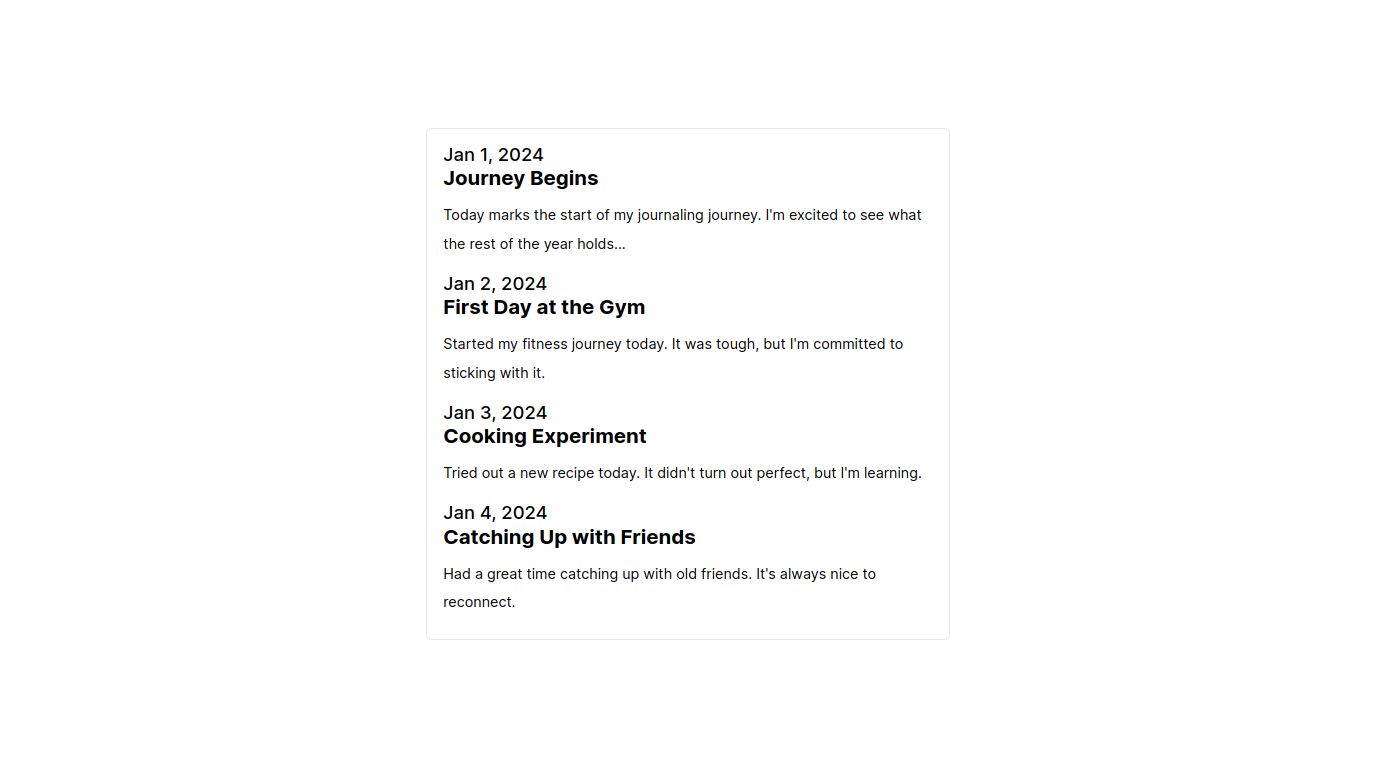 Jan 1, 2024
Journey Begins
Today marks the start of my journaling journey. I'm excited to see what
the rest of the year holds...
Jan 2, 2024
First Day at the Gym
Started my fitness journey today. It was tough, but I'm committed to
sticking with it.
Jan 3, 2024
Cooking Experiment
Tried out a new recipe today. It didn't turn out perfect, but I'm learning.
Jan 4, 2024
Catching Up with Friends
Had a great time catching up with old friends. It's always nice to
reconnect.